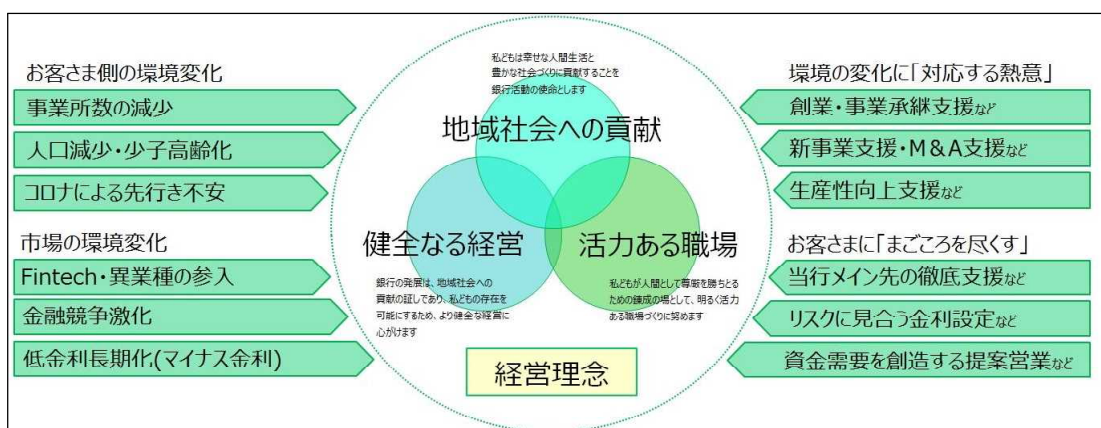 お客さま側の環境変化
事業所数の減少
人口減少・少子高齢化
コロナによる先行き不安
市場の環境変化
Fintech・異業種の参入
金融競争激化
低金利長期化(マイナス金利)
私どもは幸せな人間生活と
豊かな社会づくりに貢献することを
銀行活動の使命とします
地域社会への貢献
健全なる経営
銀行の発展は、地域社会への
貢献の証しであり、私どもの存在を
可能にするため、より健全な経営に
心がけます
活力ある職場
私どもが人間として尊厳を勝ちとる
ための錬成の場として、明るく活力
ある職場づくりに努めます
経営理念
環境の変化に「対応する熱意」
創業・事業承継支援など
新事業支援・M&A支援など
生産性向上支援など
お客さまに「まごころを尽くす」
当行メイン先の徹底支援など
リスクに見合う金利設定など
資金需要を創造する提案営業など